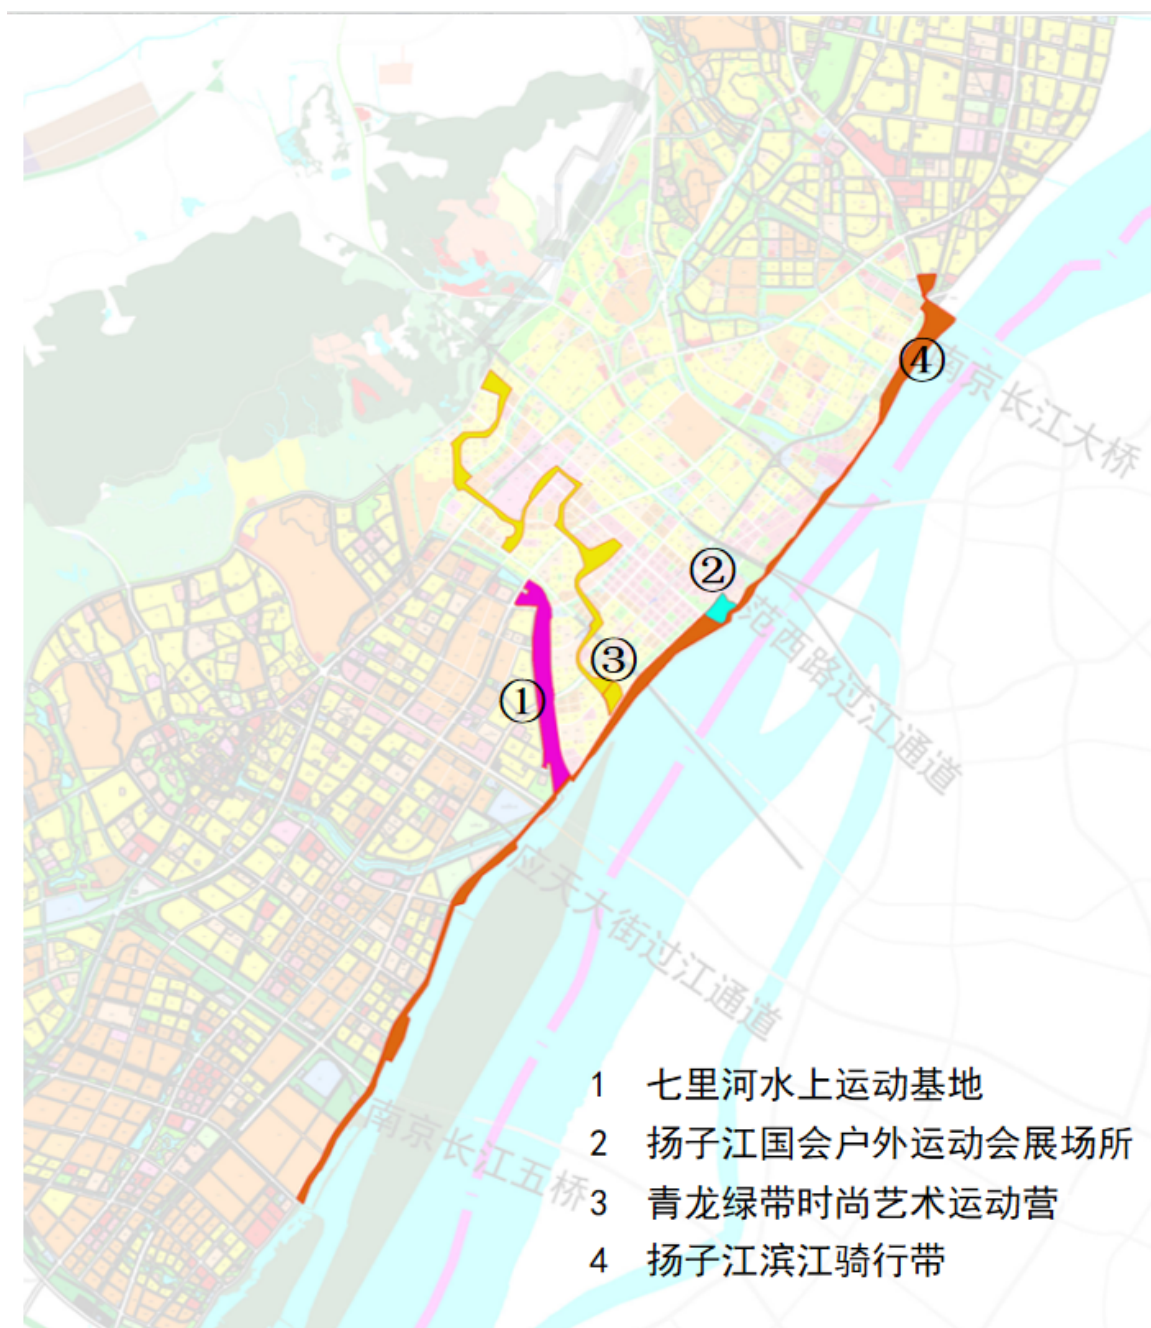 ④
南京长江大桥
②
范西路过江通道
③
①
应天大街过江通道
南京长江五桥
1 七里河水上运动基地
2 扬子江国会户外运动会展场所
3 青龙绿带时尚艺术运动营
4 扬子江滨江骑行带